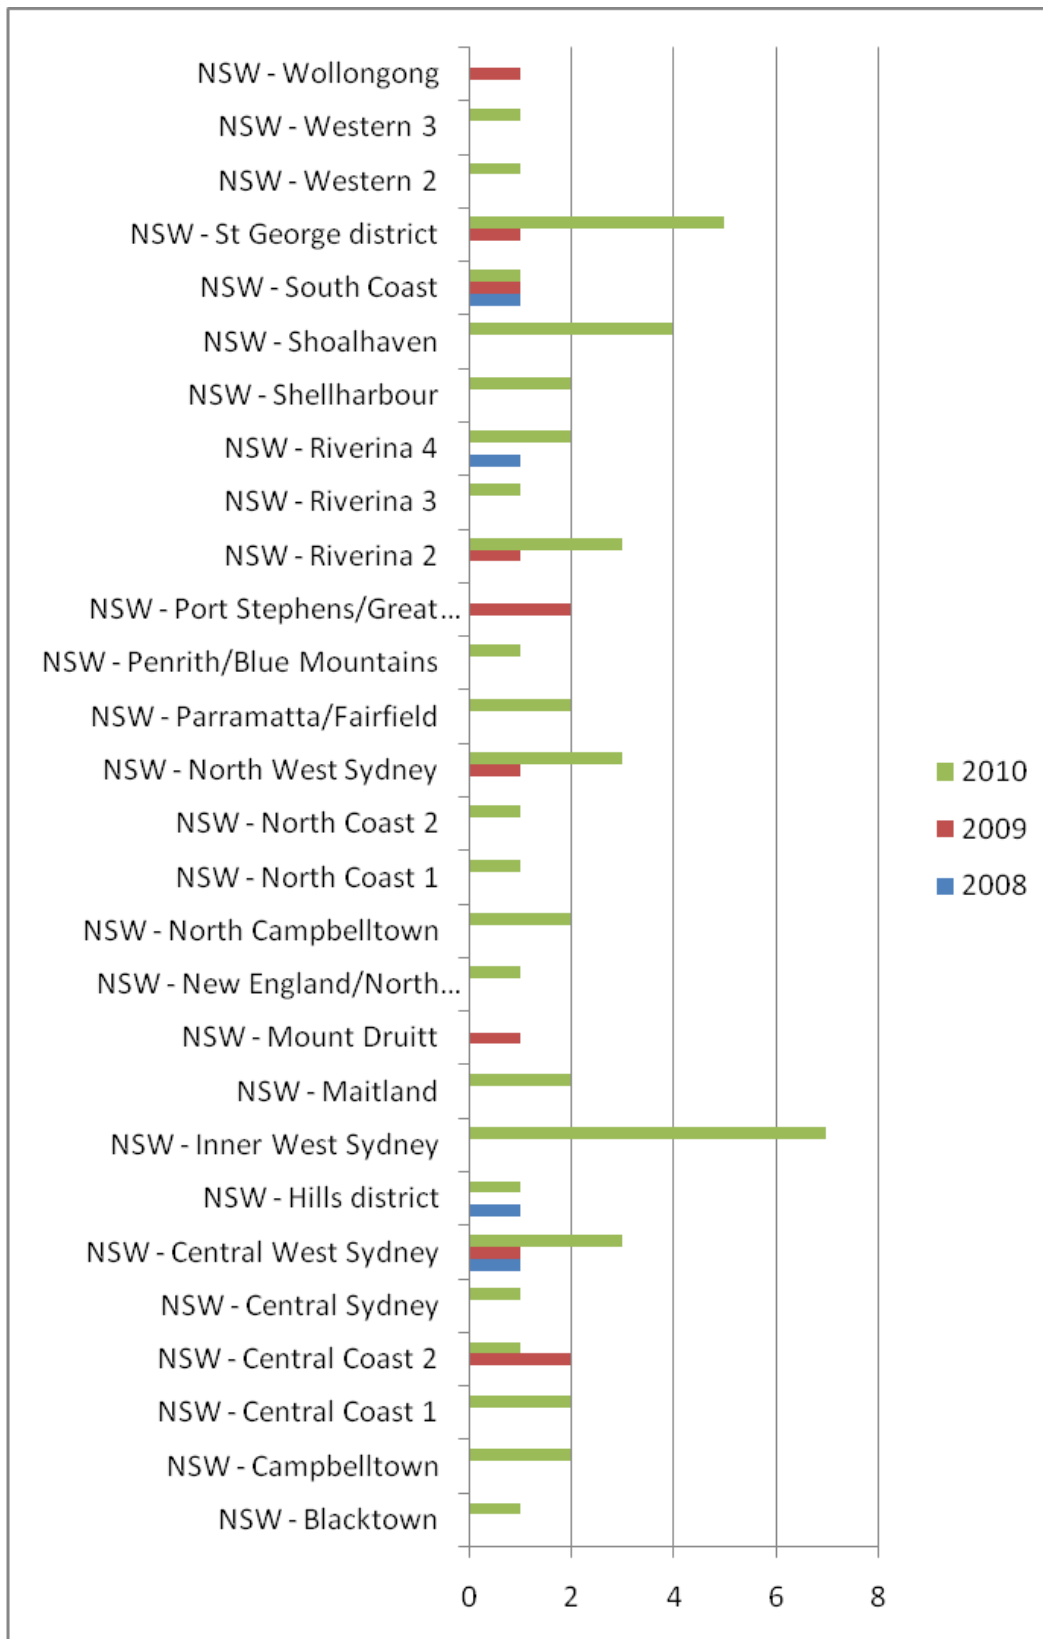 NSW - Wollongong
NSW - Western 3
NSW - Western 2
NSW - St George district
NSW - South Coast
NSW - Shoalhaven
NSW - Shellharbour
NSW - Riverina 4
NSW - Riverina 3
NSW - Riverina 2
NSW - Port Stephens/Great...
NSW - Penrith/Blue Mountains
NSW - Parramatta/Fairfield
NSW - North West Sydney
NSW - North Coast 2
NSW - North Coast 1
NSW - North Campbelltown
NSW - New England/North...
NSW - Mount Druitt
NSW - Maitland
NSW - Inner West Sydney
NSW - Hills district
NSW - Central West Sydney
NSW - Central Sydney
NSW - Central Coast 2
NSW - Central Coast 1
NSW - Campbelltown
NSW - Blacktown
0 2 4 6 8
2010
2009
2008